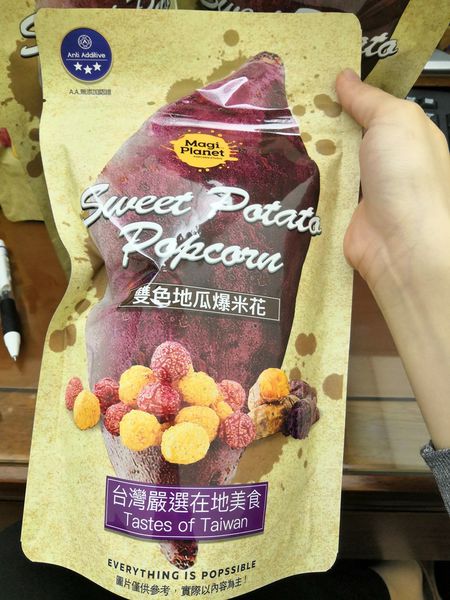 Anti Additive
A.A.無添加認證
Magi
Planet
Sweet Potato
Popcorn
雙色地瓜爆米花
台灣嚴選在地美食
Tastes of Taiwan
EVERYTHING IS POPSSIBLE
圖片僅供參考，實際以內容為主！